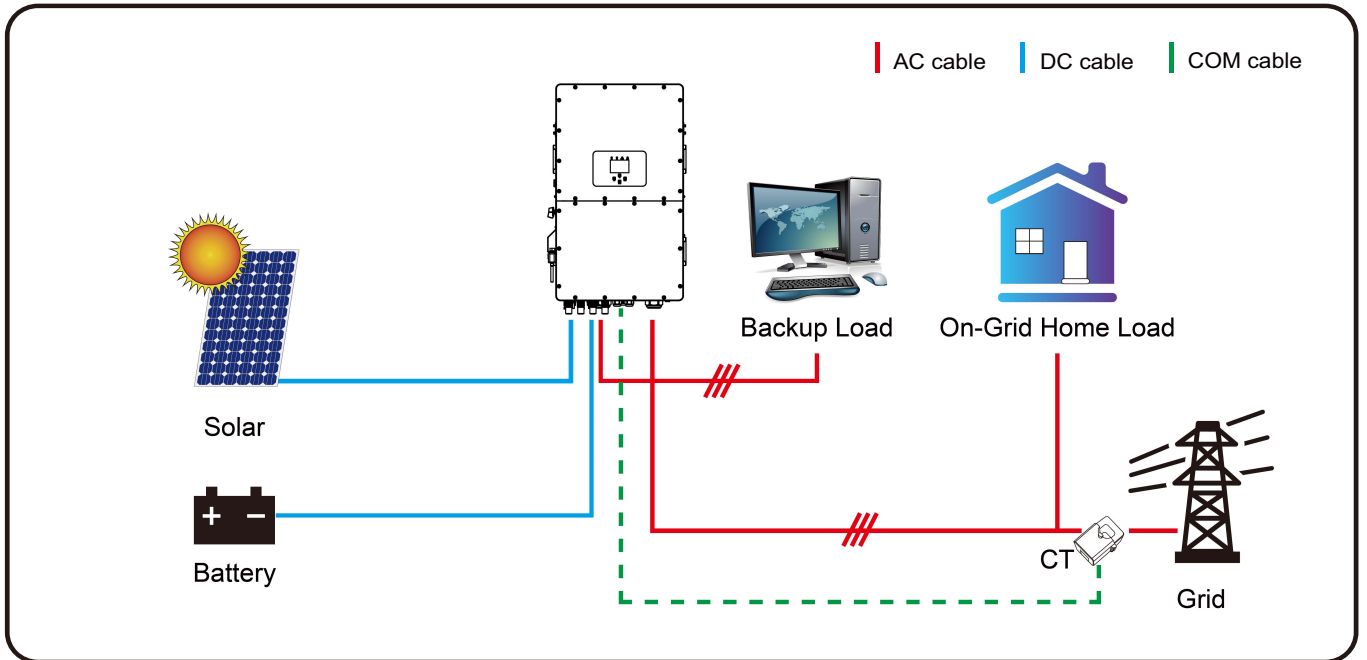 AC cable
DC cable
COM cable
Backup Load
On-Grid Home Load
Solar
Battery
CT
Grid